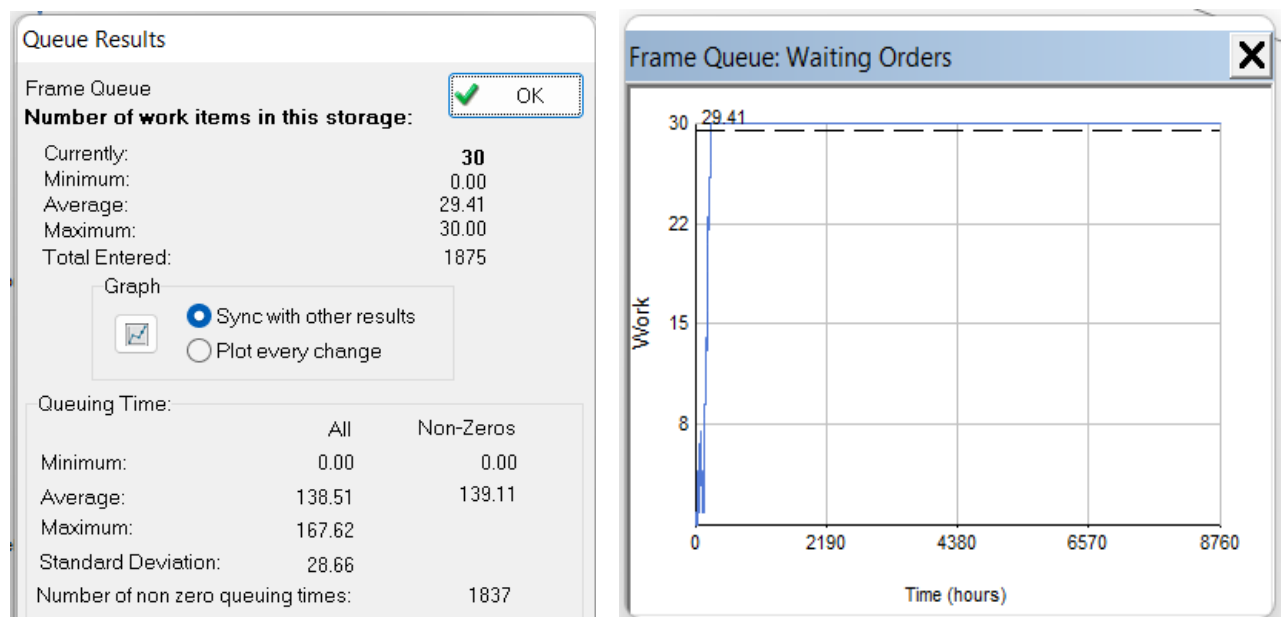 Queue Results
Frame Queue
OK
Number of work items in this storage:
Currently: 30
Minimum: 0.00
Average: 29.41
Maximum: 30.00
Total Entered: 1875
Graph
Sync with other results
Plot every change
Queuing Time:
All Non-Zeros
Minimum: 0.00 0.00
Average: 138.51 139.11
Maximum: 167.62
Standard Deviation: 28.66
Number of non zero queuing times: 1837
Frame Queue: Waiting Orders
30 29.41
22
15
8
Work
0 2190 4380 6570 8760
Time (hours)